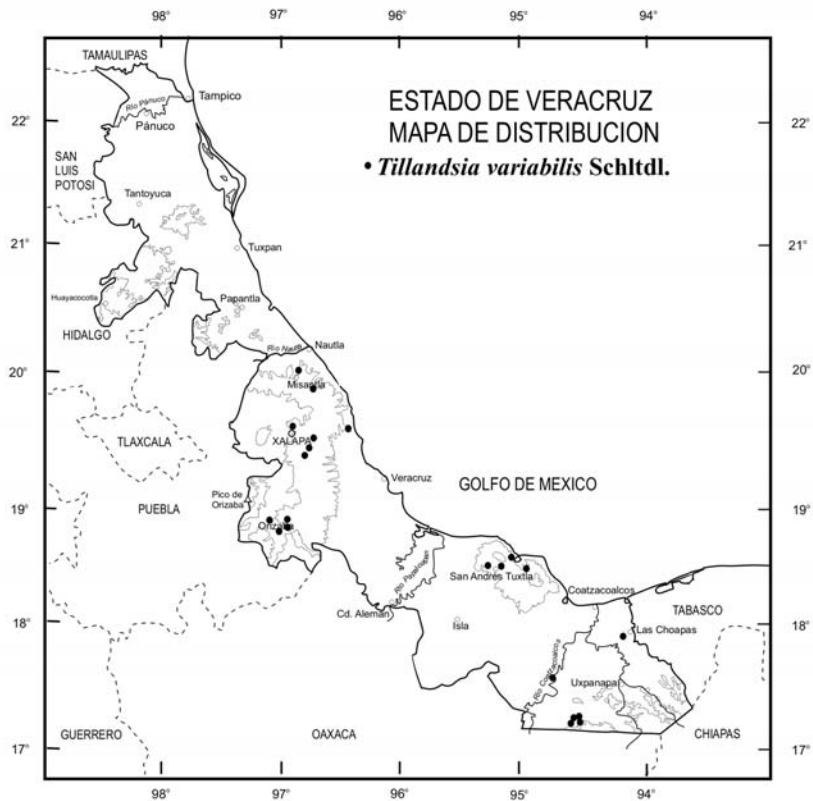 98° 97° 96° 95° 94°
TAMAULIPAS
Río Pánuco
Tampico
22°
Pánuco
22°
ESTADO DE VERACRUZ
MAPA DE DISTRIBUCION
• Tillandsia variabilis Schltdl.
SAN
LUIS
POTOSI
Tantoyuca
21°
Tuxpan
21°
Huayacocotla
Papantla
HIDALGO
Río Nautla
Nautla
20°
Misantla
20°
TLAXCALA
XALAPA
Veracruz
GOLFO DE MEXICO
PUEBLA
Pico de
Orizaba
19°
Orizaba
19°
Río Papaloapan
San Andrés Tuxtla
Coatzacoalcos
TABASCO
Cd. Alemán
Isla
18°
Las Choapas
18°
Río Coatzacoalcos
Uxpanapa
GUERRERO
OAXACA
CHIAPAS
17°
17°
98° 97° 96° 95° 94°